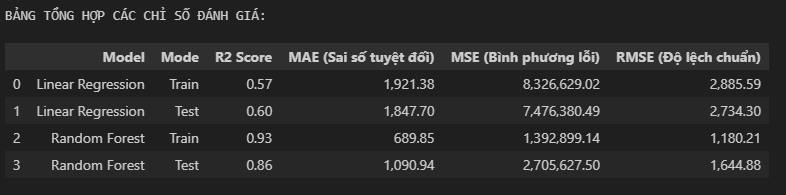 BẢNG TỔNG HỢP CÁC CHỈ SỐ ĐÁNH GIÁ:
Model Mode R2 Score MAE (Sai số tuyệt đối) MSE (Bình phương lỗi) RMSE (Độ lệch chuẩn)
0 Linear Regression Train 0.57 1,921.38 8,326,629.02 2,885.59
1 Linear Regression Test 0.60 1,847.70 7,476,380.49 2,734.30
2 Random Forest Train 0.93 689.85 1,392,899.14 1,180.21
3 Random Forest Test 0.86 1,090.94 2,705,627.50 1,644.88